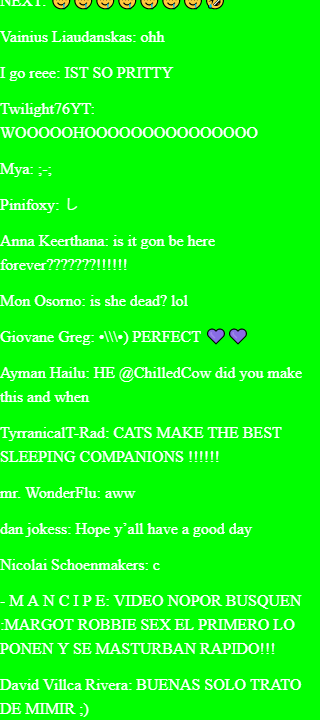 NEXT: 😊😊😊😊😊😊😊🤣
Vainius Liaudanskas: ohh
I go reee: IST SO PRITTY
Twilight76YT:
WOOOOOHOOOOOOOOOOOOOOO
Mya: ;-;
Pinifoxy: し
Anna Keerthana: is it gon be here
forever???????!!!!!!
Mon Osorno: is she dead? lol
Giovane Greg: •\\\•) PERFECT 💜💜
Ayman Hailu: HE @ChilledCow did you make
this and when
TyrranicalT-Rad: CATS MAKE THE BEST
SLEEPING COMPANIONS !!!!!!
mr. WonderFlu: aww
dan jokess: Hope y'all have a good day
Nicolai Schoenmakers: c
- M A N C I P E: VIDEO NOPOR BUSQUEN
:MARGOT ROBBIE SEX EL PRIMERO LO
PONEN Y SE MASTURBAN RAPIDO!!!
David Villca Rivera: BUENAS SOLO TRATO
DE MIMIR ;)